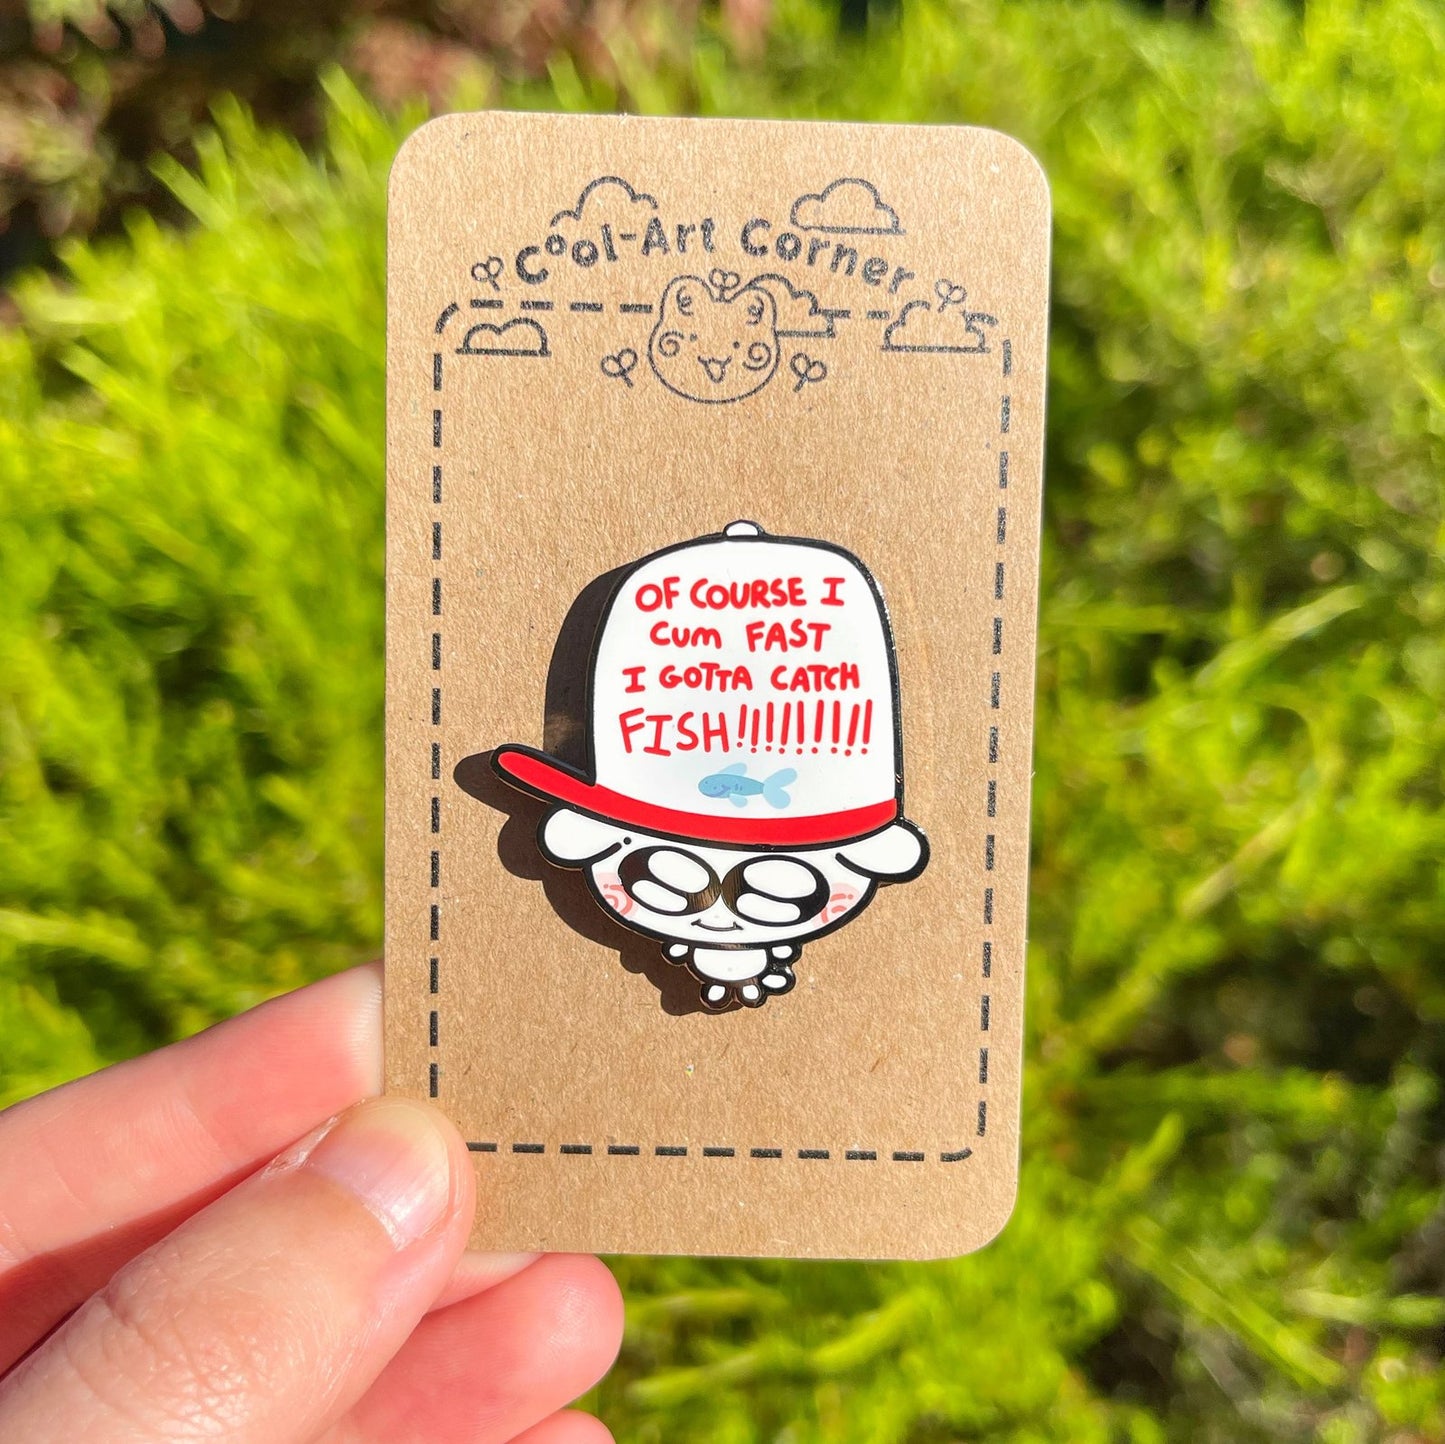 Cool-Art Corner
OF COURSE I
CUM FAST
I GOTTA CATCH
FISH!!!!!!!!!